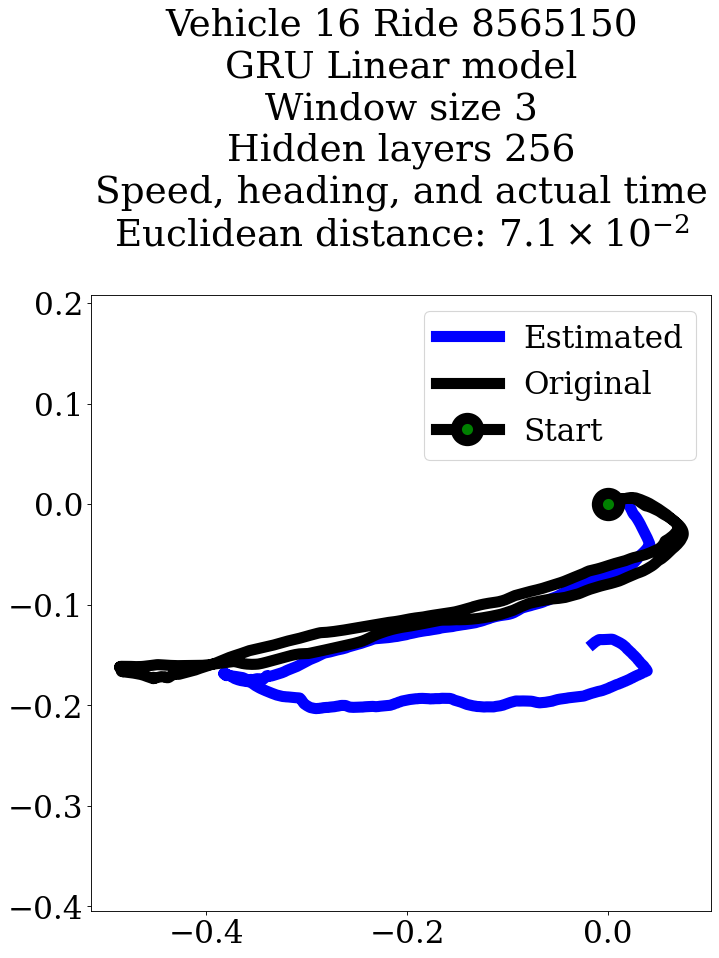 Vehicle 16 Ride 8565150
GRU Linear model
Window size 3
Hidden layers 256
Speed, heading, and actual time
Euclidean distance: $7.1 × 10^{-2}$
0.2
0.1
0.0
−0.1
−0.2
−0.3
−0.4
Estimated
Original
Start
−0.4
−0.2
0.0